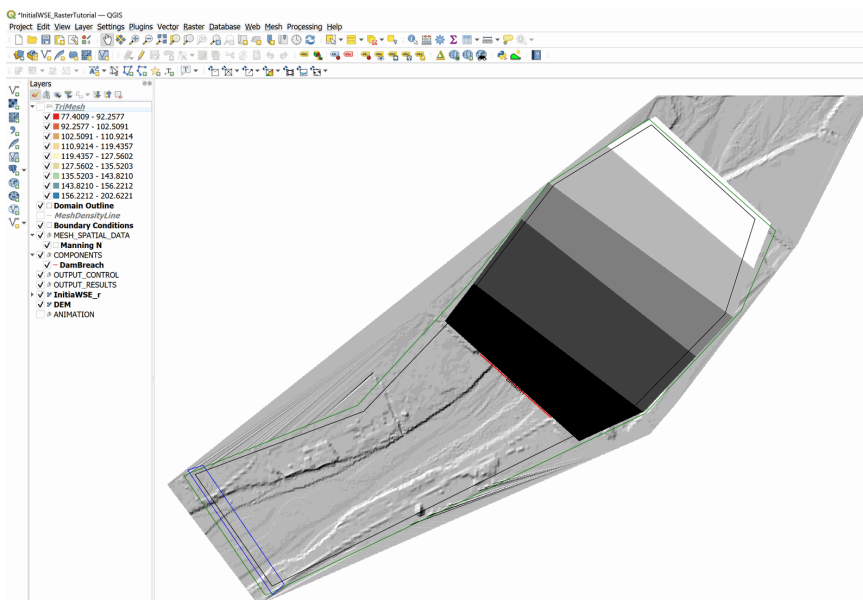 *InitialWSE_RasterTutorial — QGIS
Project Edit View Layer Settings Plugins Vector Raster Database Web Mesh Processing Help
Layers
TriMesh
77.4009 - 92.2577
92.2577 - 102.5091
102.5091 - 110.9214
110.9214 - 119.4357
119.4357 - 127.5602
127.5602 - 135.5203
135.5203 - 143.8210
143.8210 - 156.2212
156.2212 - 202.6221
Domain Outline
MeshDensityLine
Boundary Conditions
MESH_SPATIAL_DATA
Manning N
COMPONENTS
DamBreach
OUTPUT_CONTROL
OUTPUT_RESULTS
InitiaWSE_r
DEM
ANIMATION